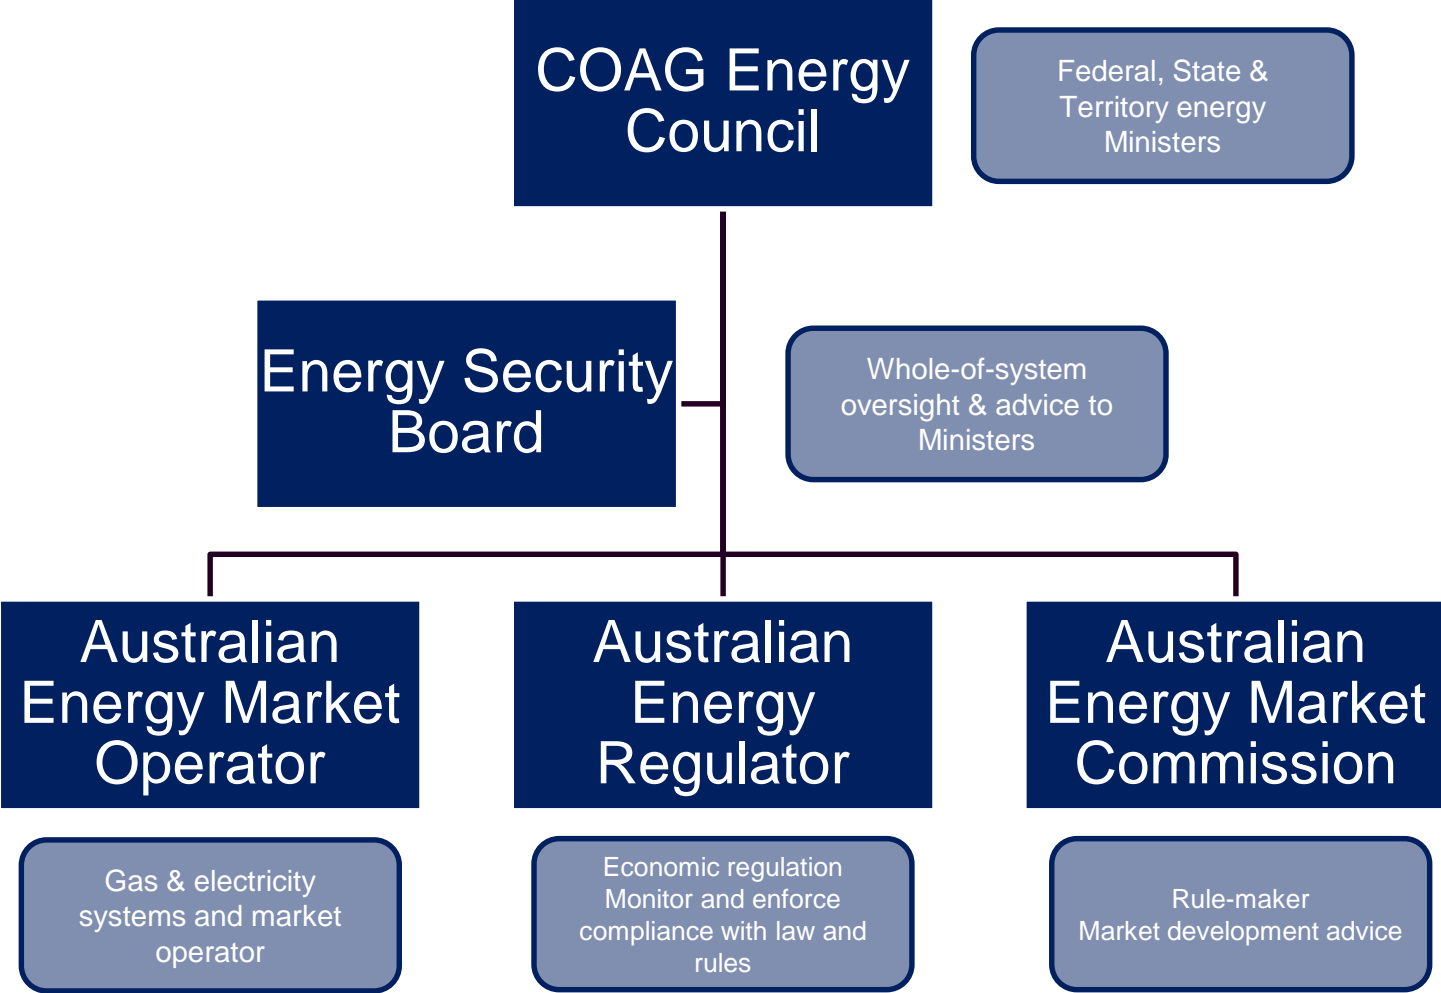 COAG Energy
Council
Federal, State &
Territory energy
Ministers
Energy Security
Board
Whole-of-system
oversight & advice to
Ministers
Australian
Energy Market
Operator
Australian
Energy
Regulator
Australian
Energy Market
Commission
Gas & electricity
systems and market
operator
Economic regulation
Monitor and enforce
compliance with law and
rules
Rule-maker
Market development advice